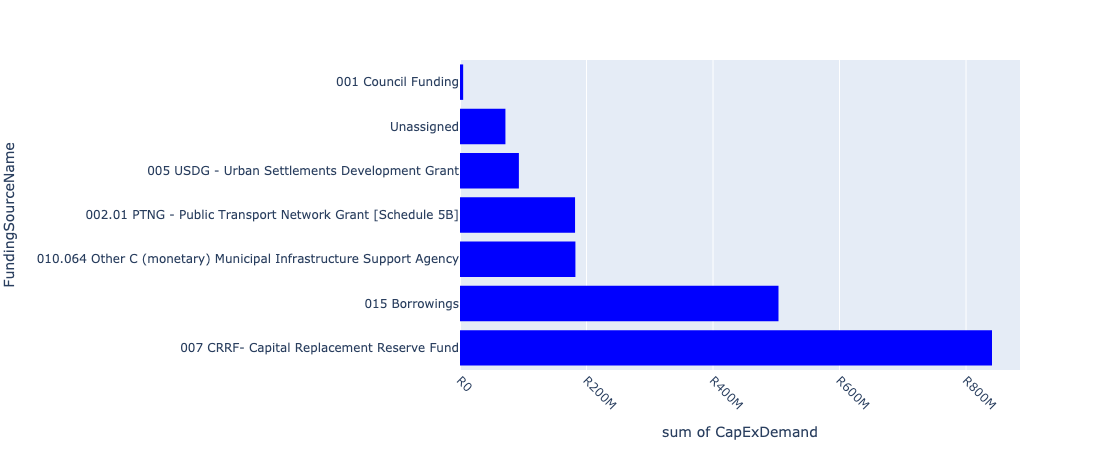 FundingSourceName
001 Council Funding
Unassigned
005 USDG - Urban Settlements Development Grant
002.01 PTNG - Public Transport Network Grant [Schedule 5B]
010.064 Other C (monetary) Municipal Infrastructure Support Agency
015 Borrowings
007 CRRF- Capital Replacement Reserve Fund
R0
R200M
R400M
R600M
R800M
sum of CapExDemand